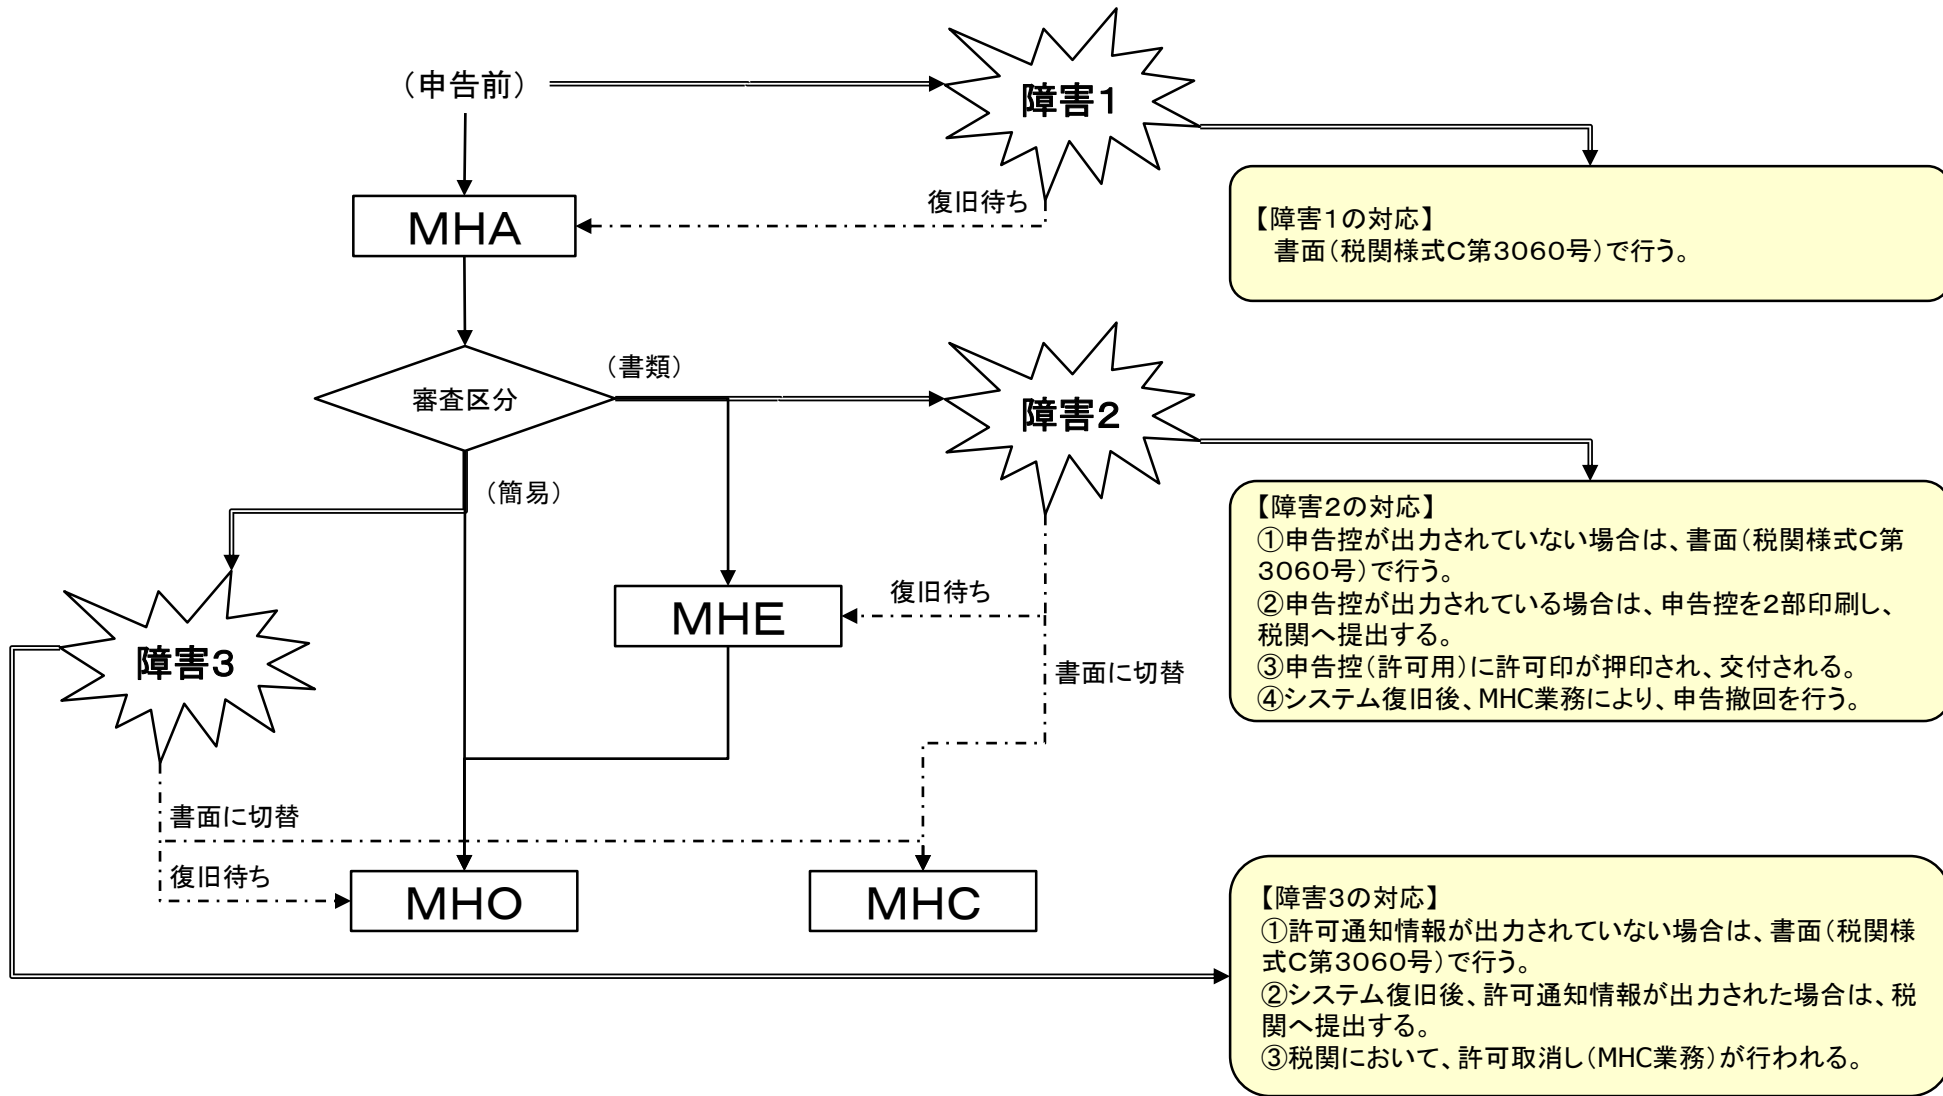 （申告前）
障害１
復旧待ち
ＭＨＡ
【障害１の対応】
書面（税関様式Ｃ第３０６０号）で行う。
（書類）
審査区分
障害２
（簡易）
【障害２の対応】
①申告控が出力されていない場合は、書面（税関様式Ｃ第
３０６０号）で行う。
②申告控が出力されている場合は、申告控を２部印刷し、
税関へ提出する。
③申告控（許可用）に許可印が押印され、交付される。
④システム復旧後、MHC業務により、申告撤回を行う。
復旧待ち
ＭＨＥ
障害３
書面に切替
書面に切替
復旧待ち
ＭＨＯ
ＭＨＣ
【障害３の対応】
①許可通知情報が出力されていない場合は、書面（税関様
式Ｃ第３０６０号）で行う。
②システム復旧後、許可通知情報が出力された場合は、税
関へ提出する。
③税関において、許可取消し（MHC業務）が行われる。